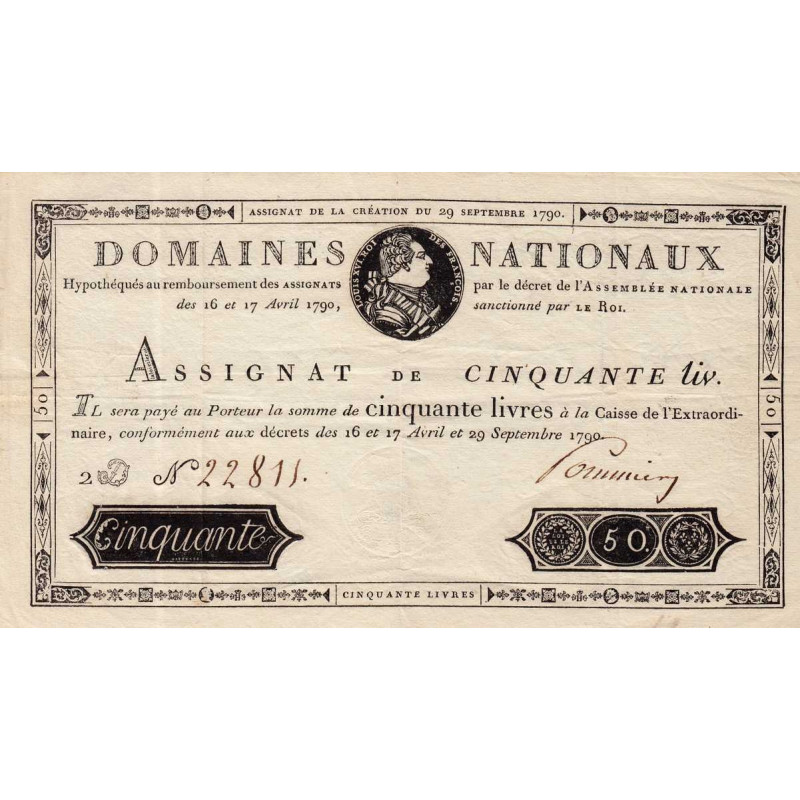 ASSIGNAT DE LA CRÉATION DU 29 SEPTEMBRE 1790.
DOMAINES NATIONAUX
LOUIS XVI ROI DES FRANÇOIS
Hypothéqués au remboursement des ASSIGNATS par le décret de l'ASSEMBLÉE NATIONALE
des 16 et 17 Avril 1790, sanctionné par LE ROI.
ASSIGNAT DE CINQUANTE liv.
IL sera payé au Porteur la somme de cinquante livres à la Caisse de l'Extraordi-
naire, conformément aux décrets des 16 et 17 Avril et 29 Septembre 1790.
2 D N 22811.
Cinquante
50.
50
50
CINQUANTE LIVRES